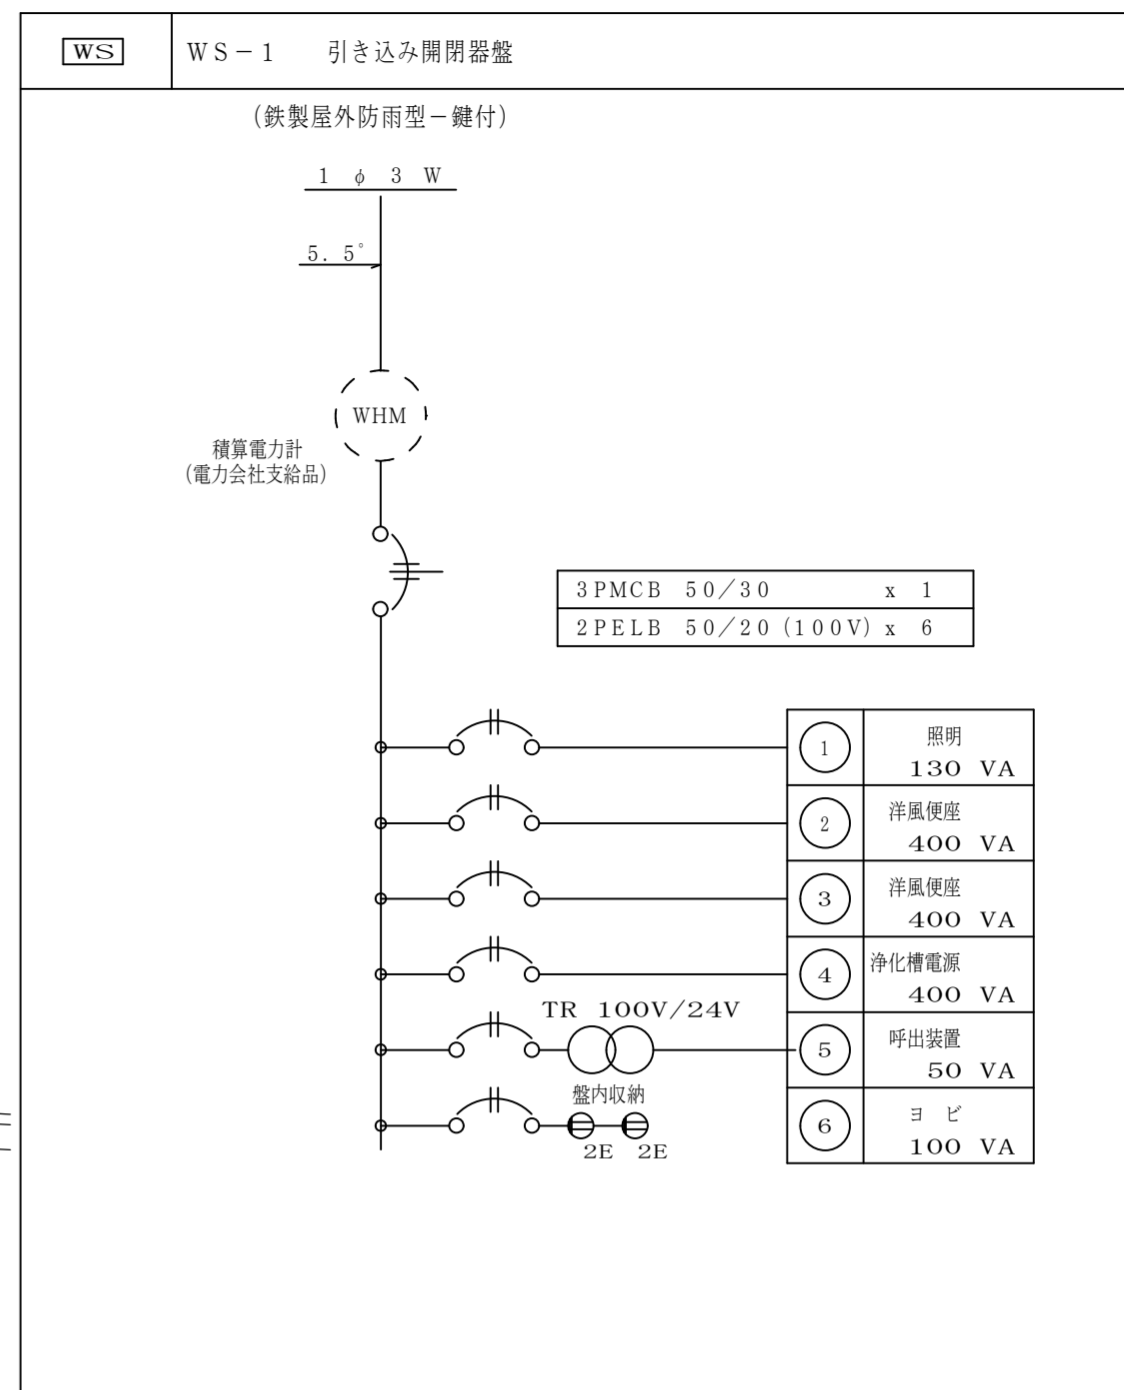 WS
WS－1　引き込み開閉器盤
（鉄製屋外防雨型－鍵付）
1 φ 3 W
5. 5°
WHM
積算電力計
（電力会社支給品）
3PMCB 50／30 x 1
2PELB 50／20 (100V) x 6
1 照明
130 VA
2 洋風便座
400 VA
3 洋風便座
400 VA
4 浄化槽電源
400 VA
TR 100V/24V
5 呼出装置
50 VA
盤内収納
2E 2E
6 ヨ ビ
100 VA